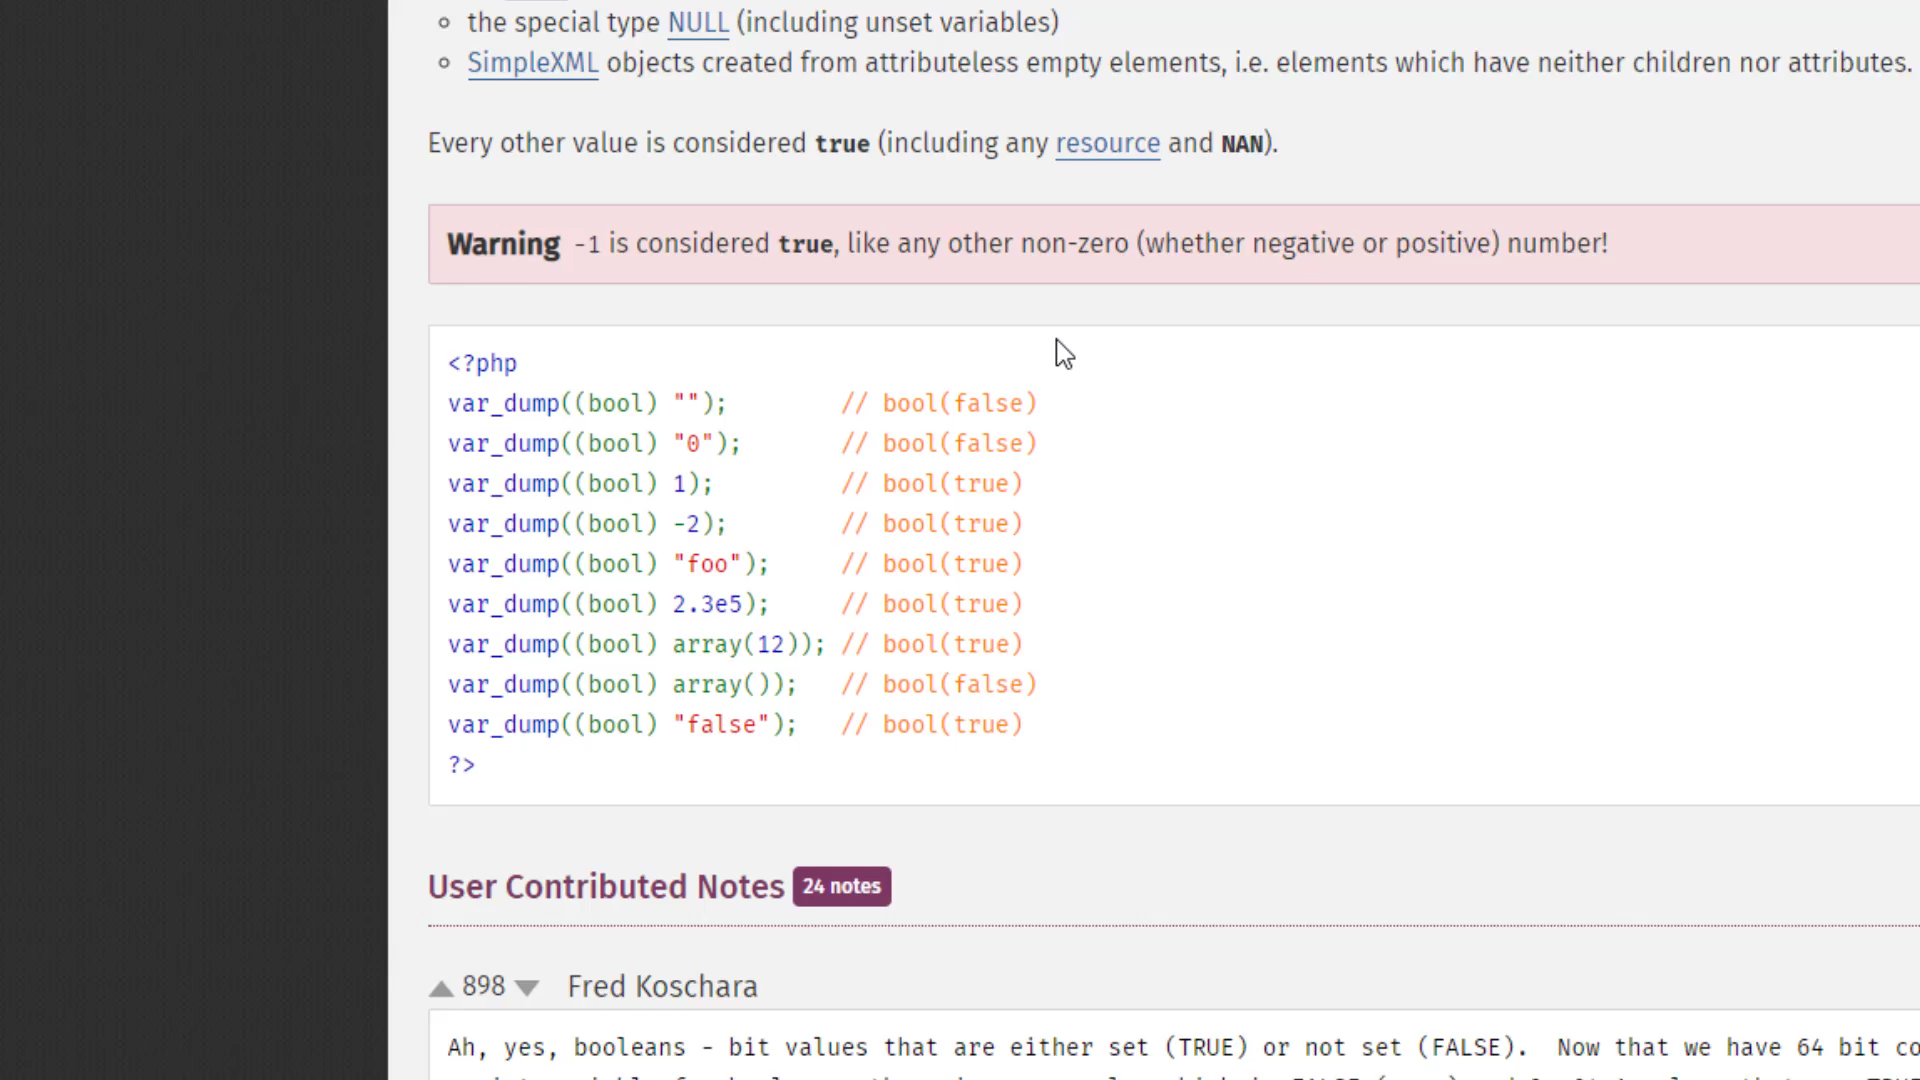 the special type NULL (including unset variables)
SimpleXML objects created from attributeless empty elements, i.e. elements which have neither children nor attributes.
Every other value is considered true (including any resource and NAN).
Warning -1 is considered true, like any other non-zero (whether negative or positive) number!
<?php
var_dump((bool) "");        // bool(false)
var_dump((bool) "0");       // bool(false)
var_dump((bool) 1);         // bool(true)
var_dump((bool) -2);        // bool(true)
var_dump((bool) "foo");     // bool(true)
var_dump((bool) 2.3e5);     // bool(true)
var_dump((bool) array(12)); // bool(true)
var_dump((bool) array());   // bool(false)
var_dump((bool) "false");   // bool(true)
?>
User Contributed Notes 24 notes
898 Fred Koschara
Ah, yes, booleans - bit values that are either set (TRUE) or not set (FALSE).  Now that we have 64 bit co